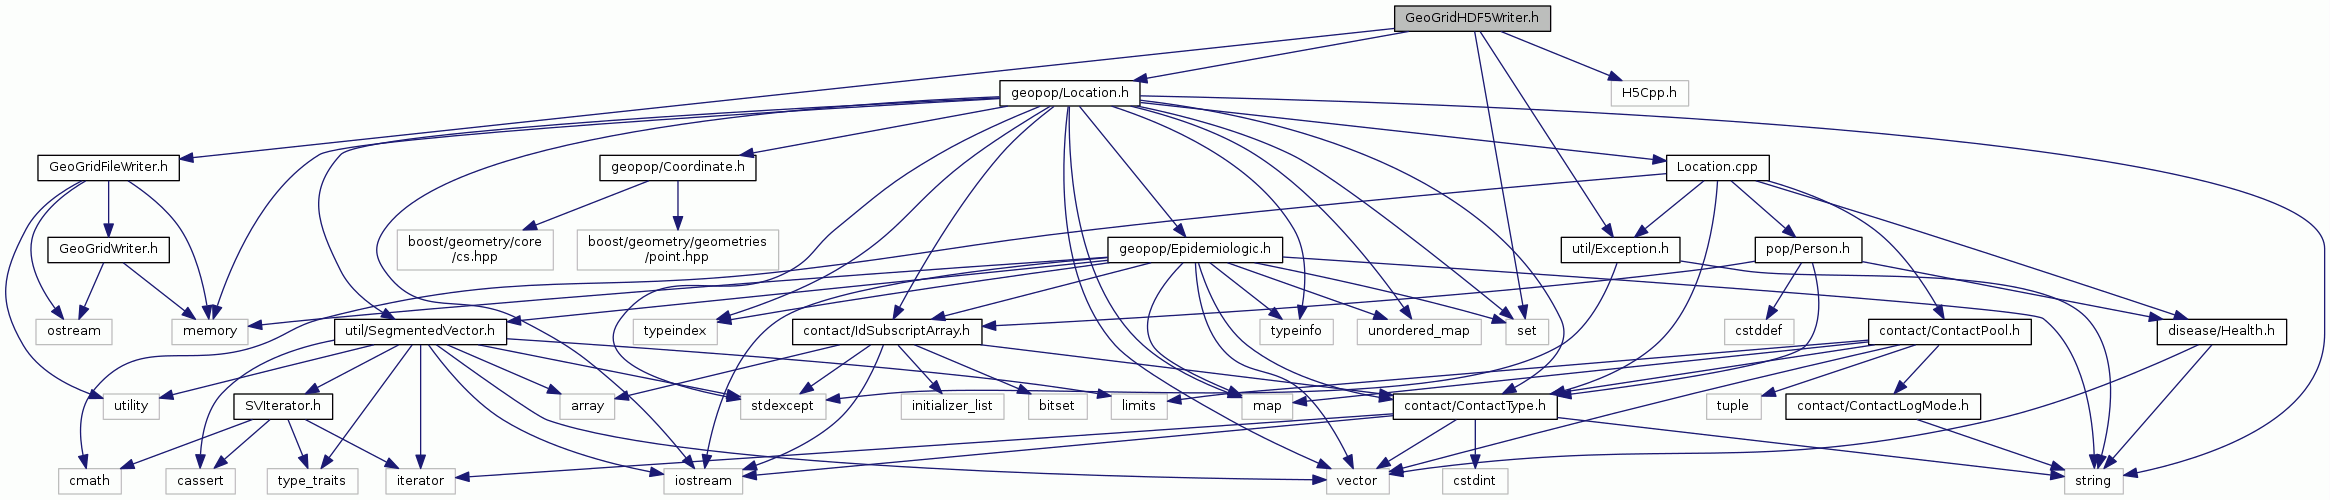 GeoGridHDF5Writer.h
geopop/Location.h
H5Cpp.h
GeoGridFileWriter.h
geopop/Coordinate.h
Location.cpp
GeoGridWriter.h
boost/geometry/core
/cs.hpp
boost/geometry/geometries
/point.hpp
geopop/Epidemiologic.h
util/Exception.h
pop/Person.h
ostream
memory
util/SegmentedVector.h
typeindex
contact/IdSubscriptArray.h
typeinfo
unordered_map
set
cstddef
contact/ContactPool.h
disease/Health.h
utility
SVIterator.h
array
stdexcept
initializer_list
bitset
limits
map
contact/ContactType.h
tuple
contact/ContactLogMode.h
cmath
cassert
type_traits
iterator
iostream
vector
cstdint
string